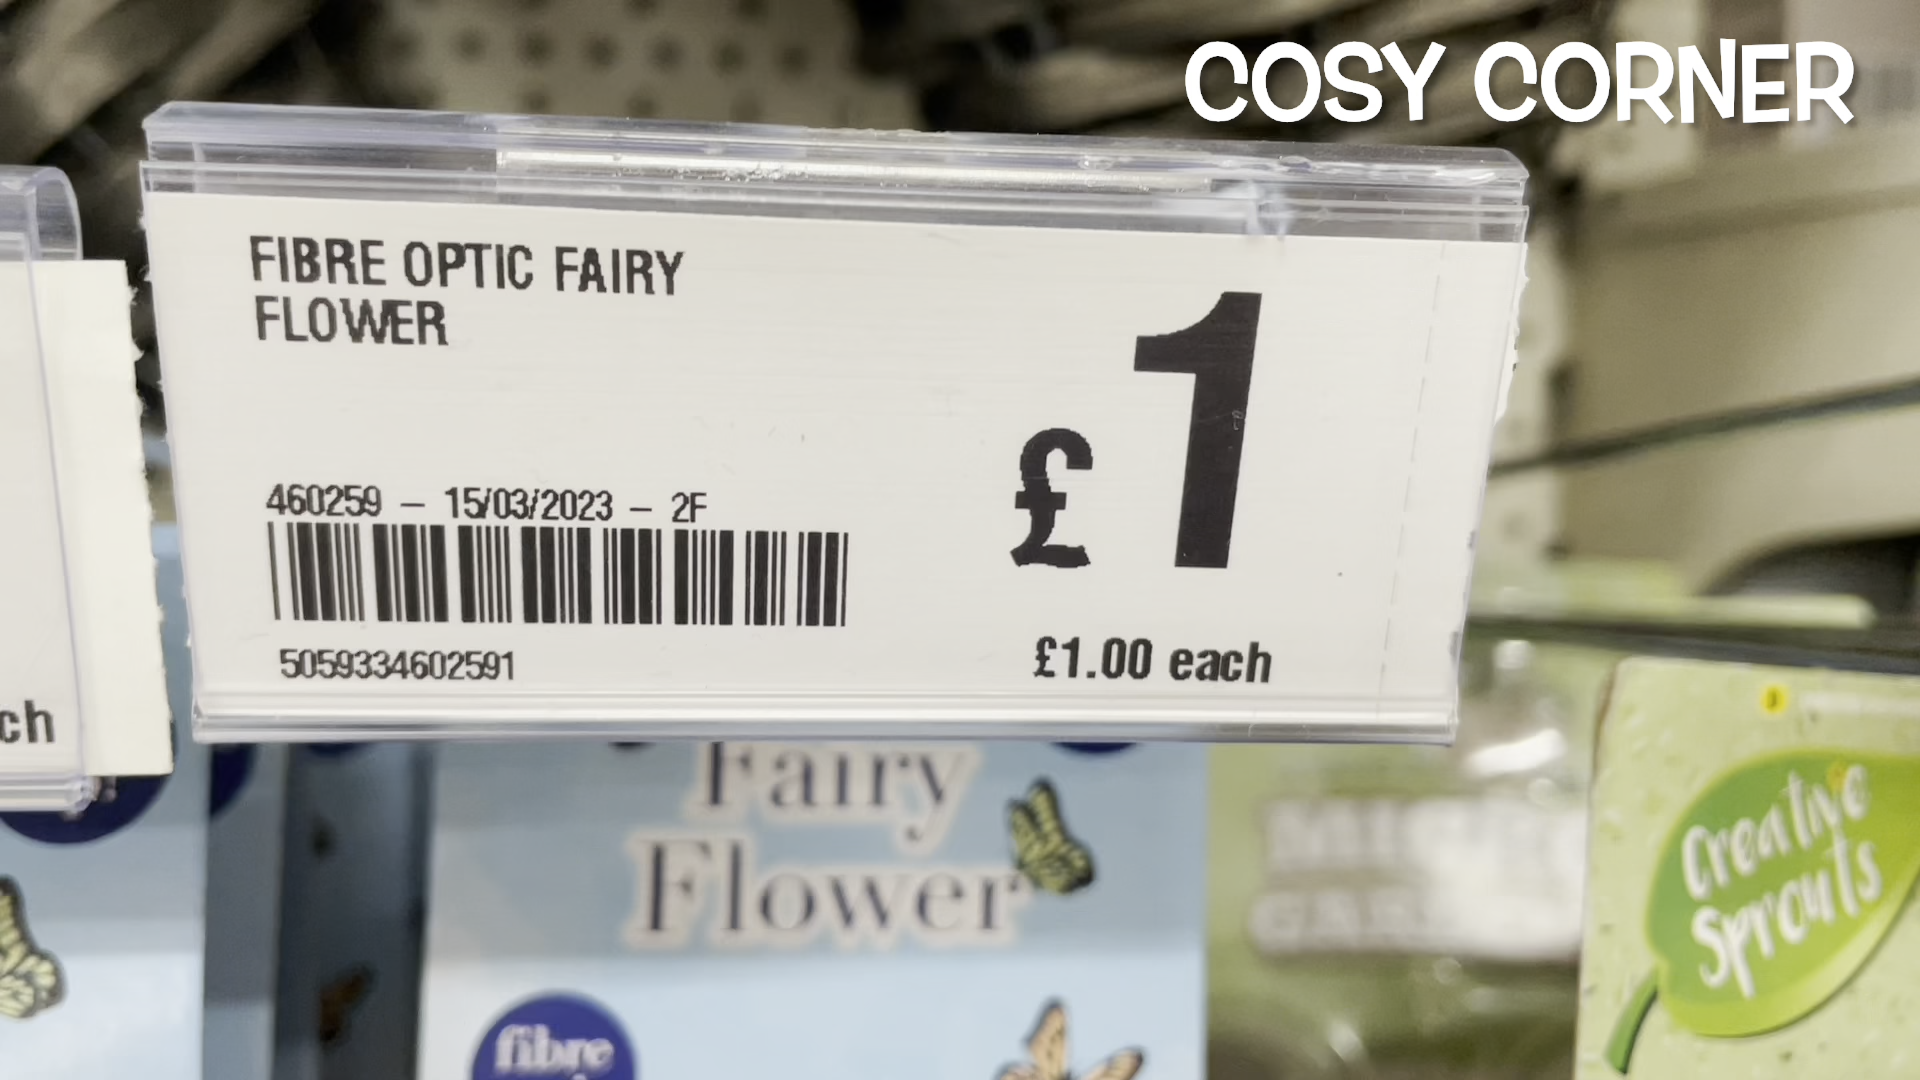 COSY CORNER
FIBRE OPTIC FAIRY
FLOWER
460259 – 15/03/2023 – 2F
5059334602591
£1
£1.00 each
ch
Fairy
Flower
fibre
Creative
Sprouts